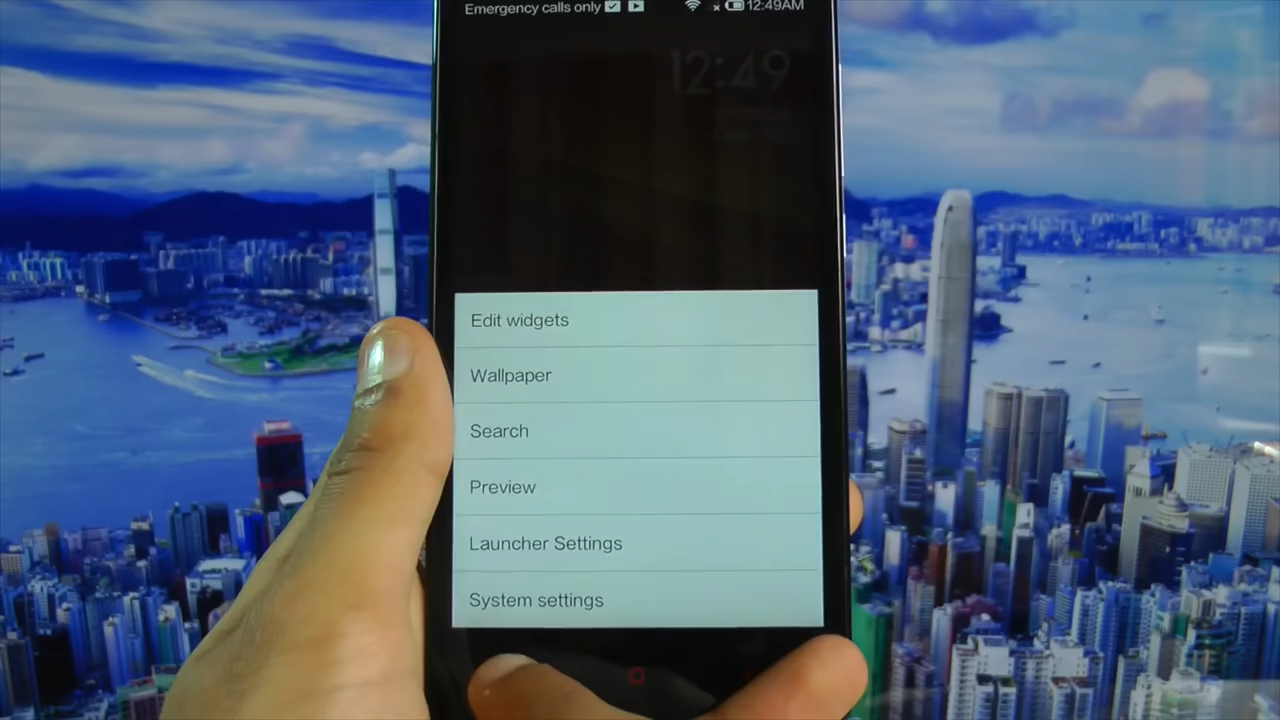 Emergency calls only 12:49AM
12:49
Edit widgets
Wallpaper
Search
Preview
Launcher Settings
System settings